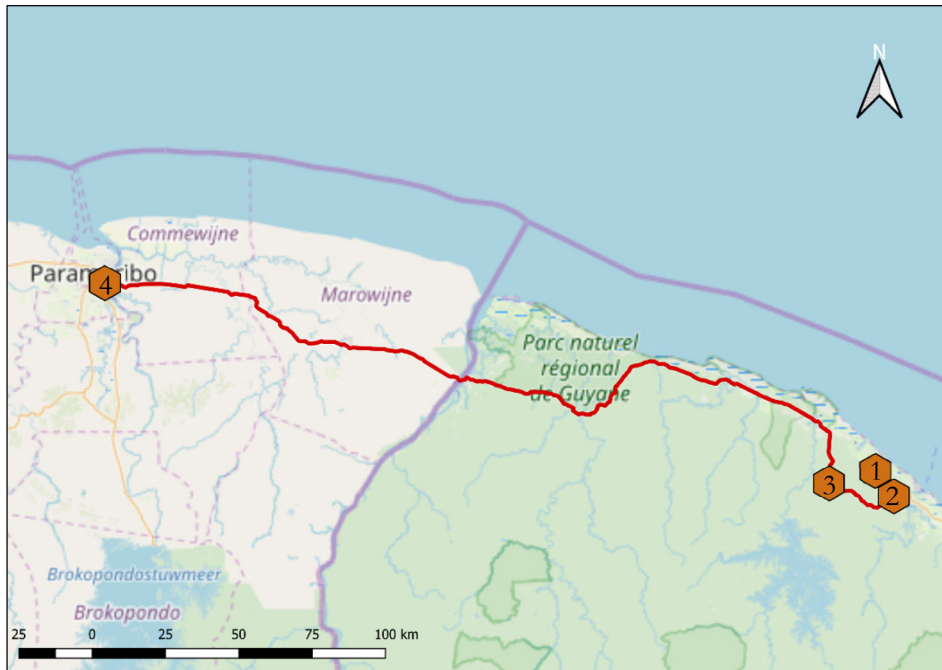 N
Commewijne
Paramaribo
4
Marowijne
Parc naturel
régional
de Guyane
1
3
2
Brokopondostuwmeer
Brokopondo
25 0 25 50 75 100 km